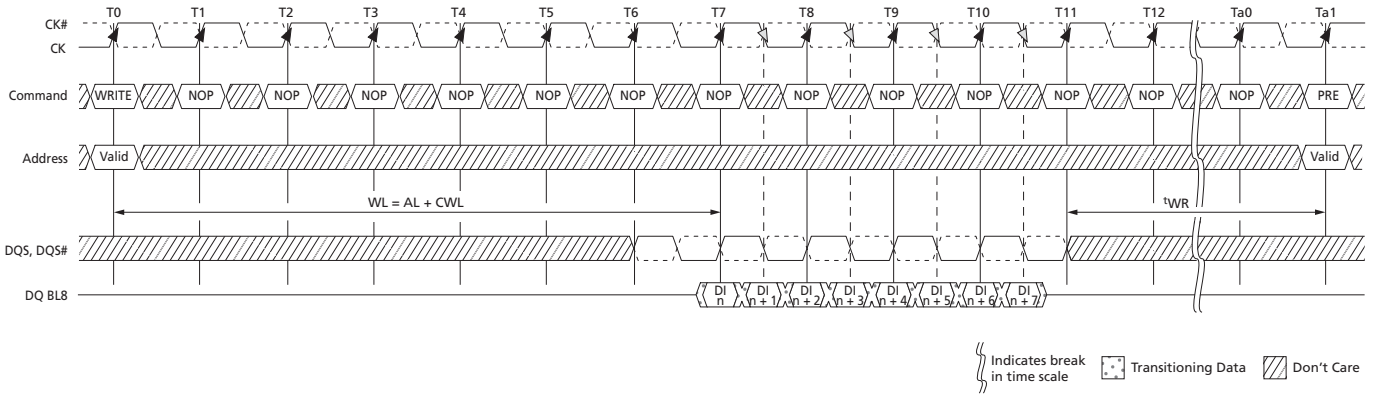 T0 T1 T2 T3 T4 T5 T6 T7 T8 T9 T10 T11 T12 Ta0 Ta1
CK#
CK
Command WRITE NOP NOP NOP NOP NOP NOP NOP NOP NOP NOP NOP NOP NOP PRE
Address Valid Valid
WL = AL + CWL tWR
DQS, DQS#
DQ BL8 DI n DI n + 1 DI n + 2 DI n + 3 DI n + 4 DI n + 5 DI n + 6 DI n + 7
Indicates break
in time scale
Transitioning Data
Don't Care